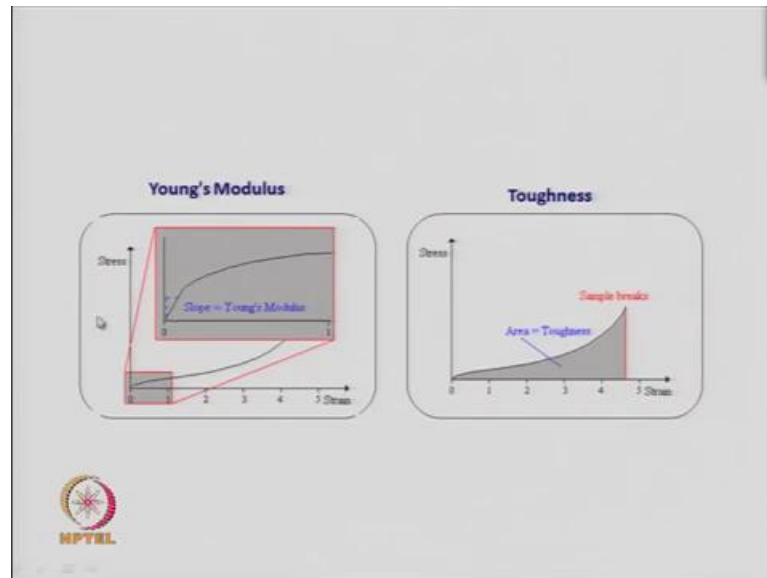 Young's Modulus
Stress
Slope = Young's Modulus
0 1
0 1 2 3 4 5 Strain
Toughness
Stress
Sample breaks
Area = Toughness
0 1 2 3 4 5 Strain
NPTEL